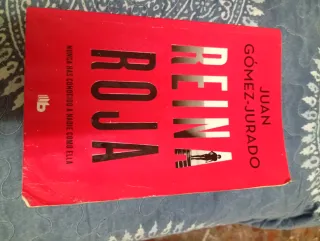 JUAN
GÓMEZ-JURADO
REINA
ROJA
NUNCA HAS CONOCIDO A NADIE COMO ELLA